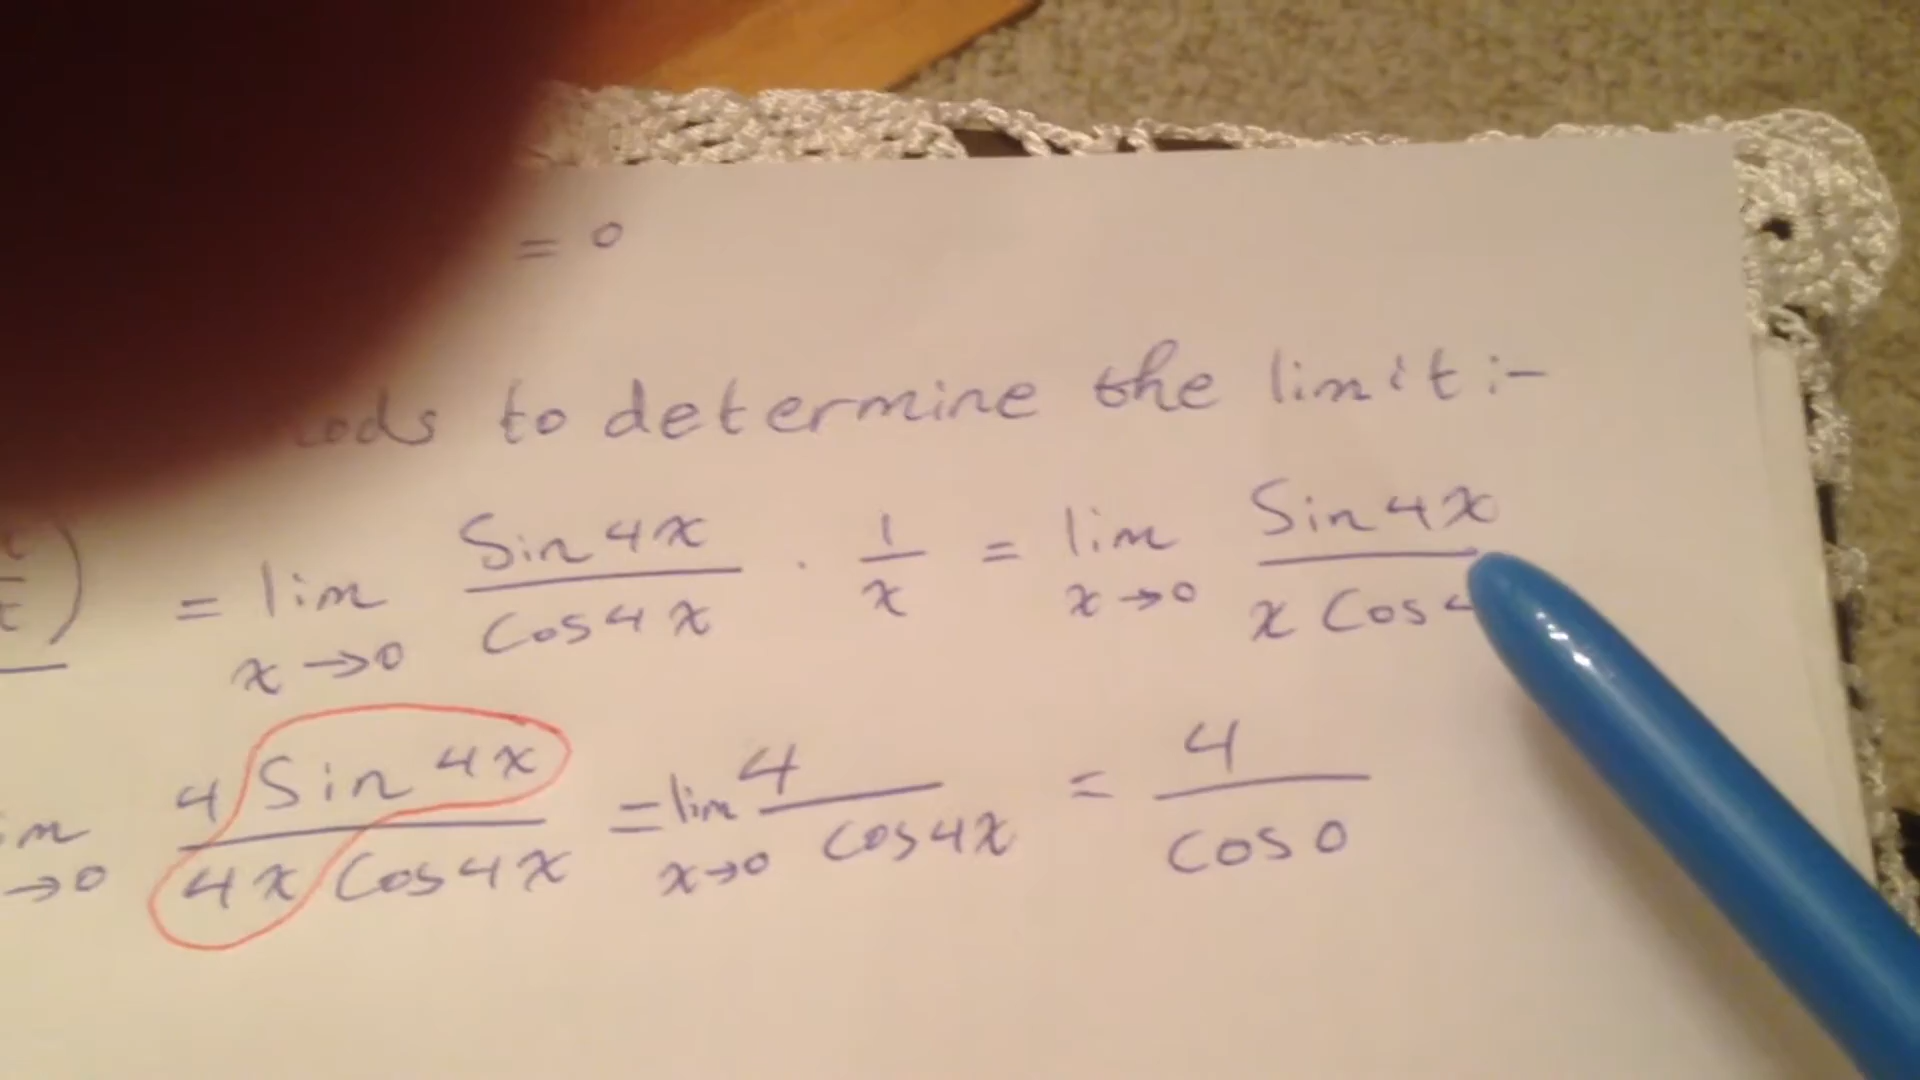 = 0
to determine the limit :-
) = lim x→0 Sin 4x / Cos 4x · 1 / x = lim x→0 Sin 4x / x Cos 4
→0 4 Sin 4x / 4x Cos 4x = lim x→0 4 / Cos 4x = 4 / Cos 0